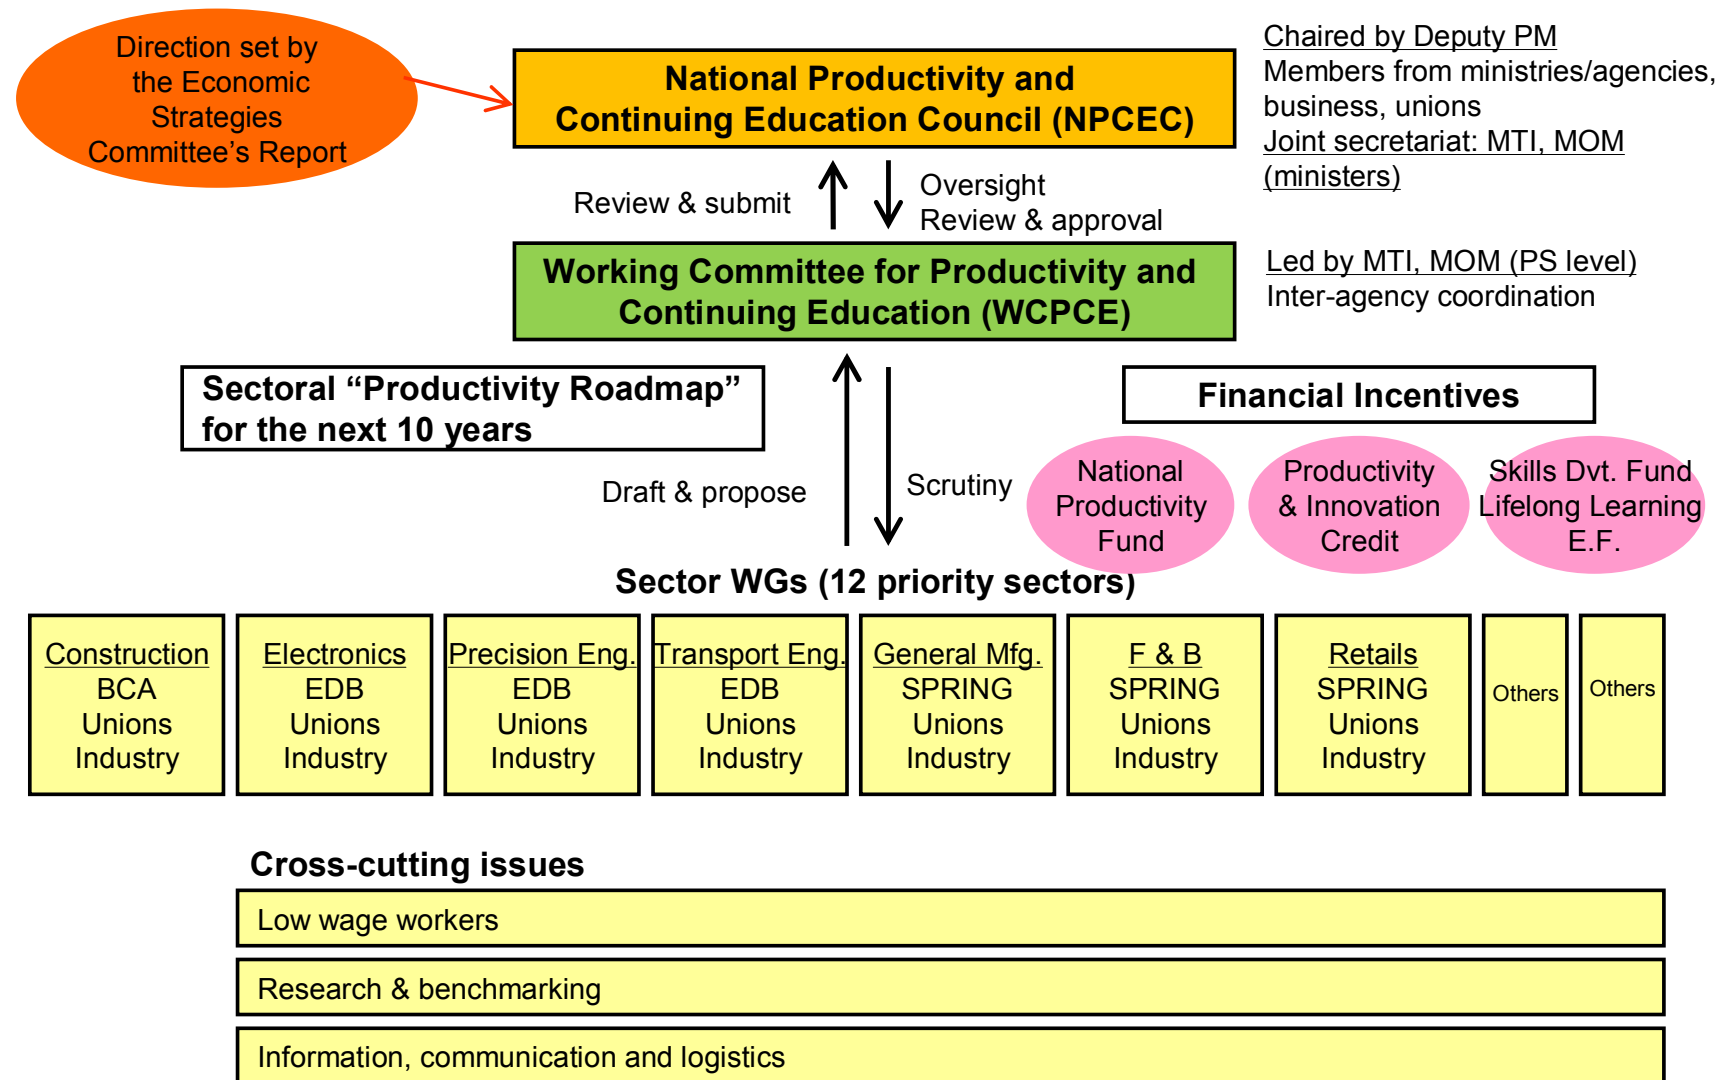 Direction set by
the Economic
Strategies
Committee’s Report
National Productivity and
Continuing Education Council (NPCEC)
Chaired by Deputy PM
Members from ministries/agencies,
business, unions
Joint secretariat: MTI, MOM
(ministers)
Review & submit
Oversight
Review & approval
Working Committee for Productivity and
Continuing Education (WCPCE)
Led by MTI, MOM (PS level)
Inter-agency coordination
Sectoral “Productivity Roadmap”
for the next 10 years
Financial Incentives
Draft & propose
Scrutiny
National
Productivity
Fund
Productivity
& Innovation
Credit
Skills Dvt. Fund
Lifelong Learning
E.F.
Sector WGs (12 priority sectors)
Construction
BCA
Unions
Industry
Electronics
EDB
Unions
Industry
Precision Eng.
EDB
Unions
Industry
Transport Eng.
EDB
Unions
Industry
General Mfg.
SPRING
Unions
Industry
F & B
SPRING
Unions
Industry
Retails
SPRING
Unions
Industry
Others
Others
Cross-cutting issues
Low wage workers
Research & benchmarking
Information, communication and logistics